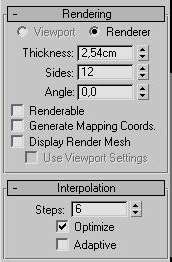 - Rendering
Viewport Renderer
Thickness: 2,54cm
Sides: 12
Angle: 0,0
Renderable
Generate Mapping Coords.
Display Render Mesh
Use Viewport Settings
- Interpolation
Steps: 6
Optimize
Adaptive